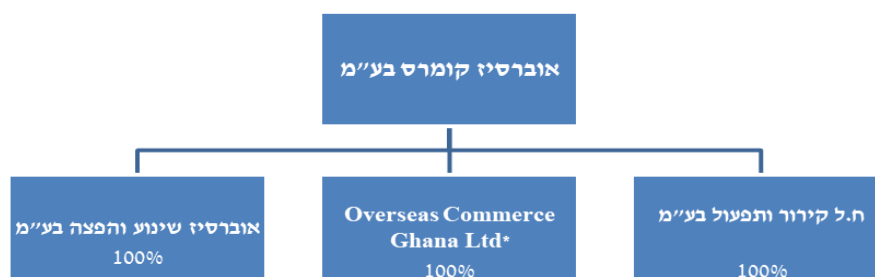 אוברסיז קומרס בע"מ
ח.ל קירור ותפעול בע"מ
100%
Overseas Commerce
Ghana Ltd*
100%
אוברסיז שינוע והפצה בע"מ
100%